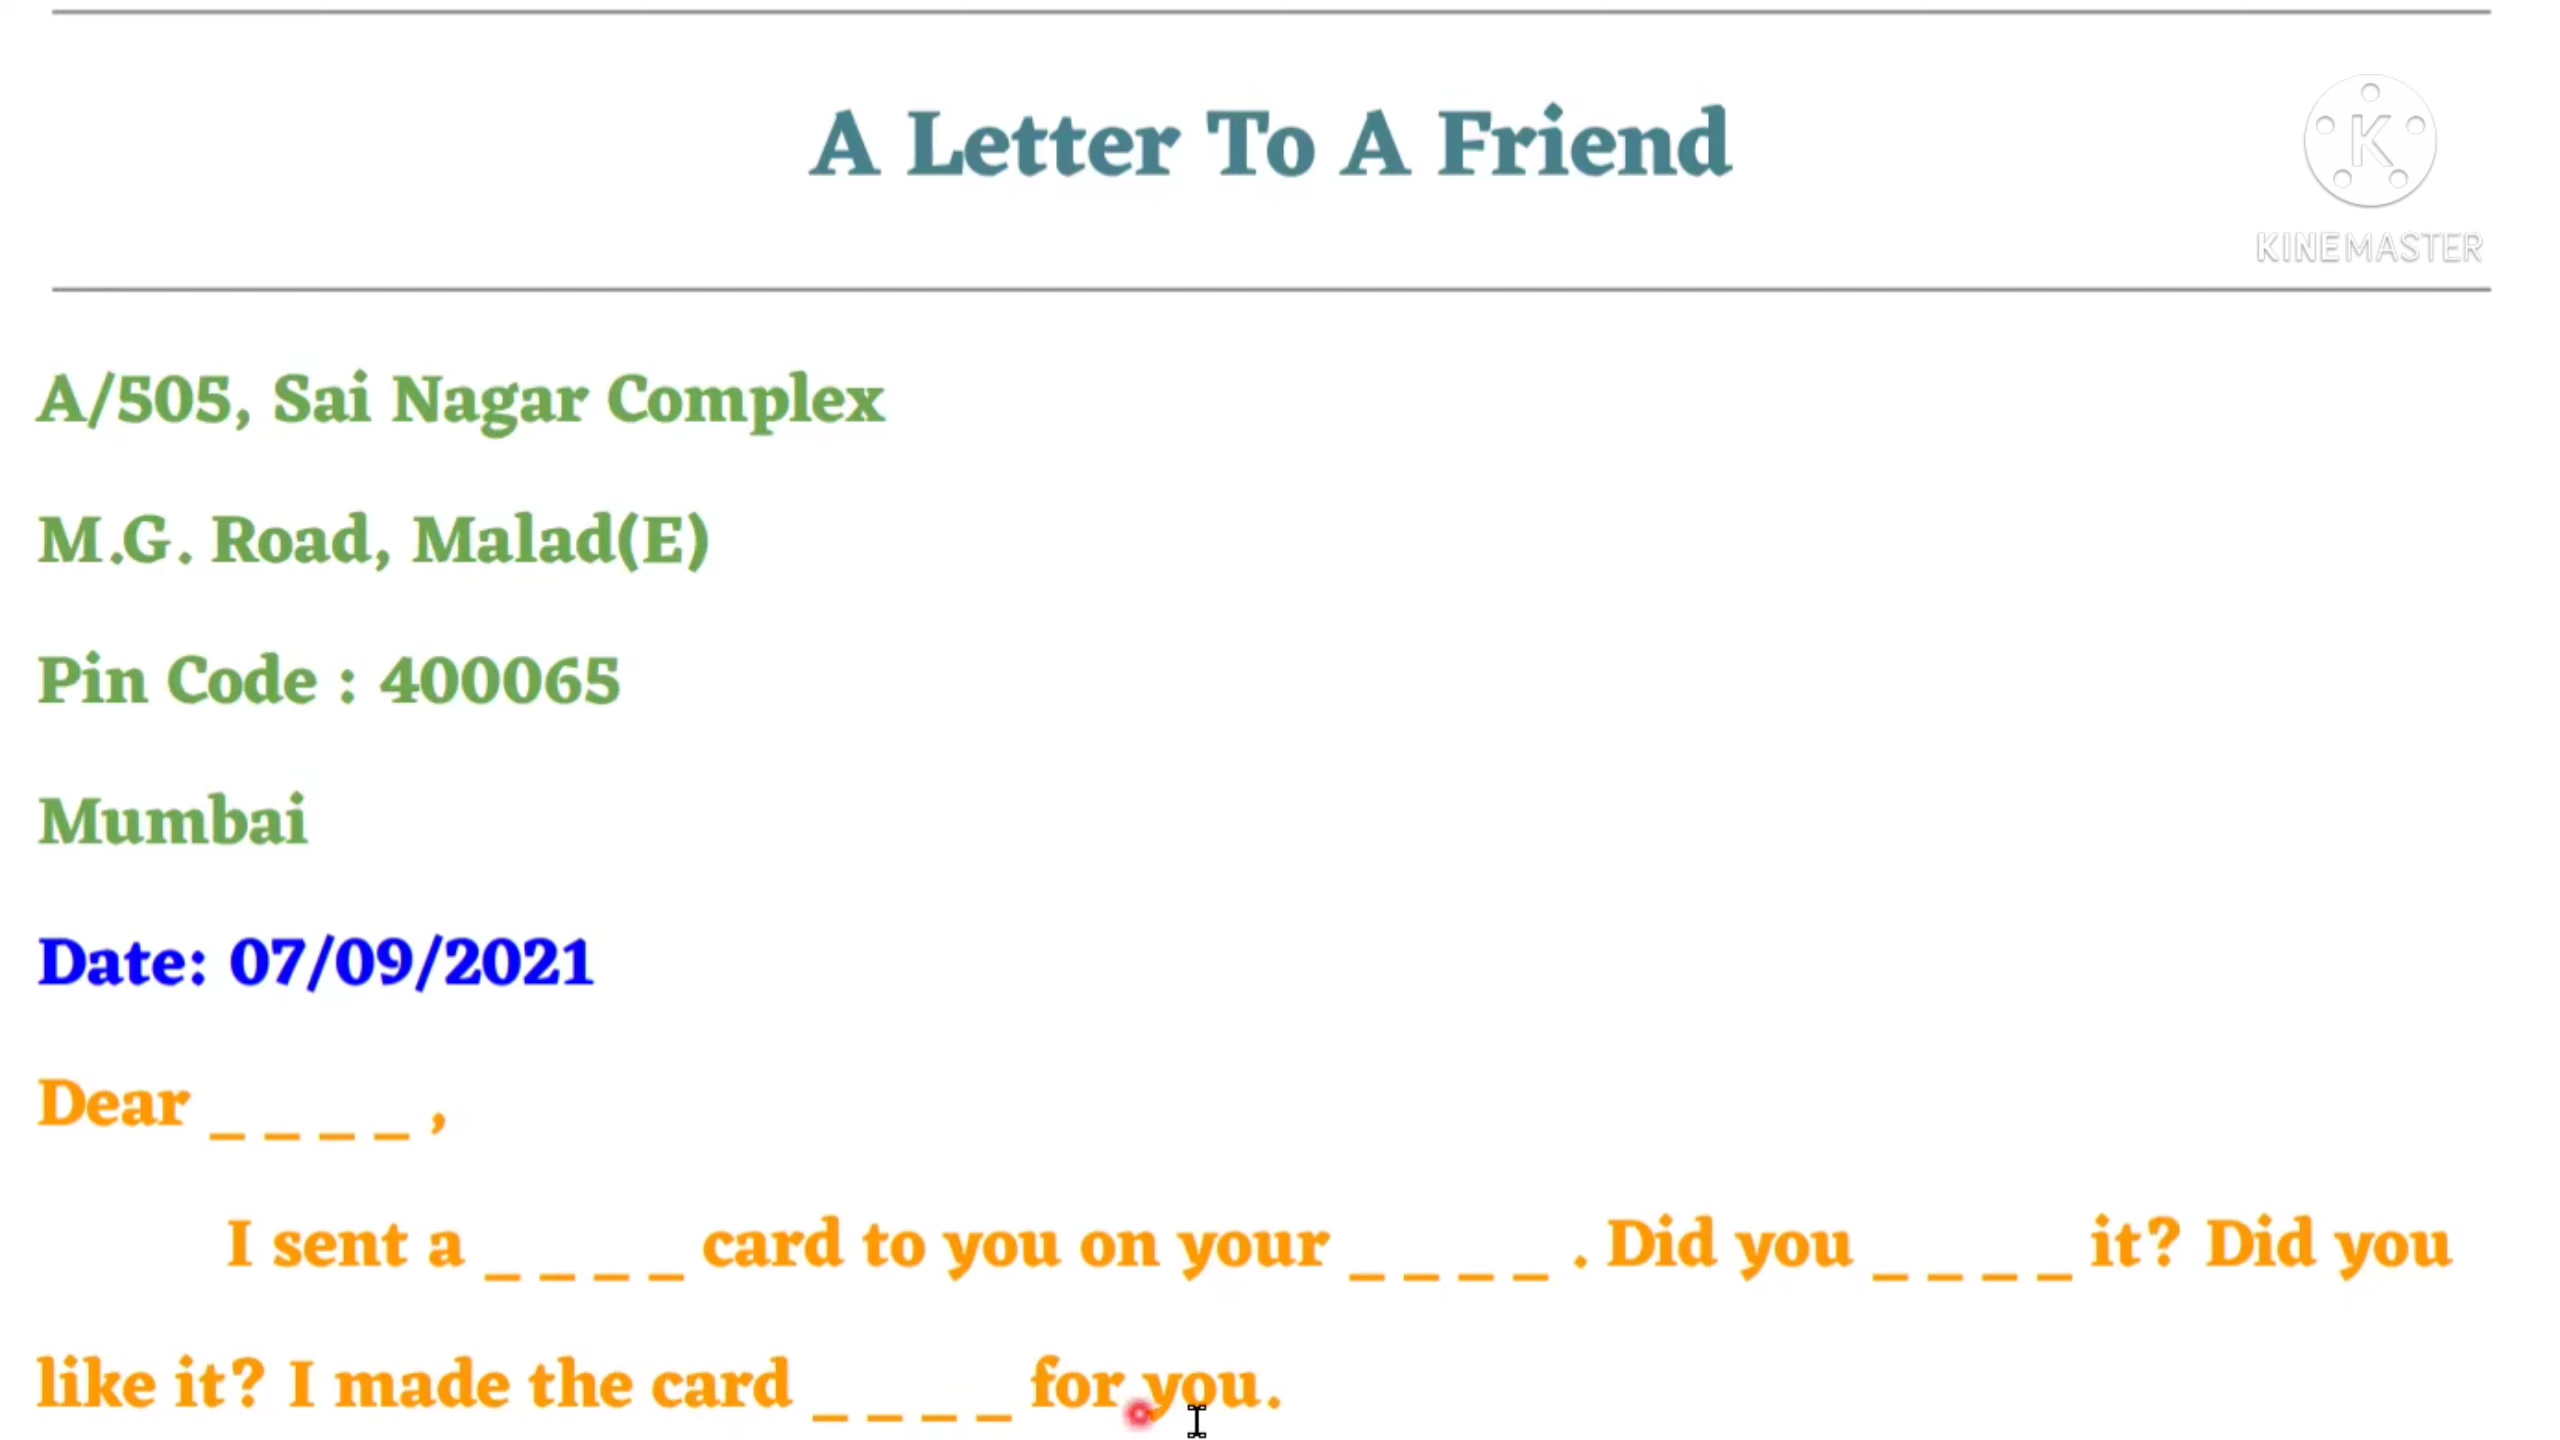 A Letter To A Friend
K
KINEMASTER
A/505, Sai Nagar Complex
M.G. Road, Malad(E)
Pin Code : 400065
Mumbai
Date: 07/09/2021
Dear _ _ _ _ ,
I sent a _ _ _ _ card to you on your _ _ _ _ . Did you _ _ _ _ it? Did you
like it? I made the card _ _ _ _ for you.